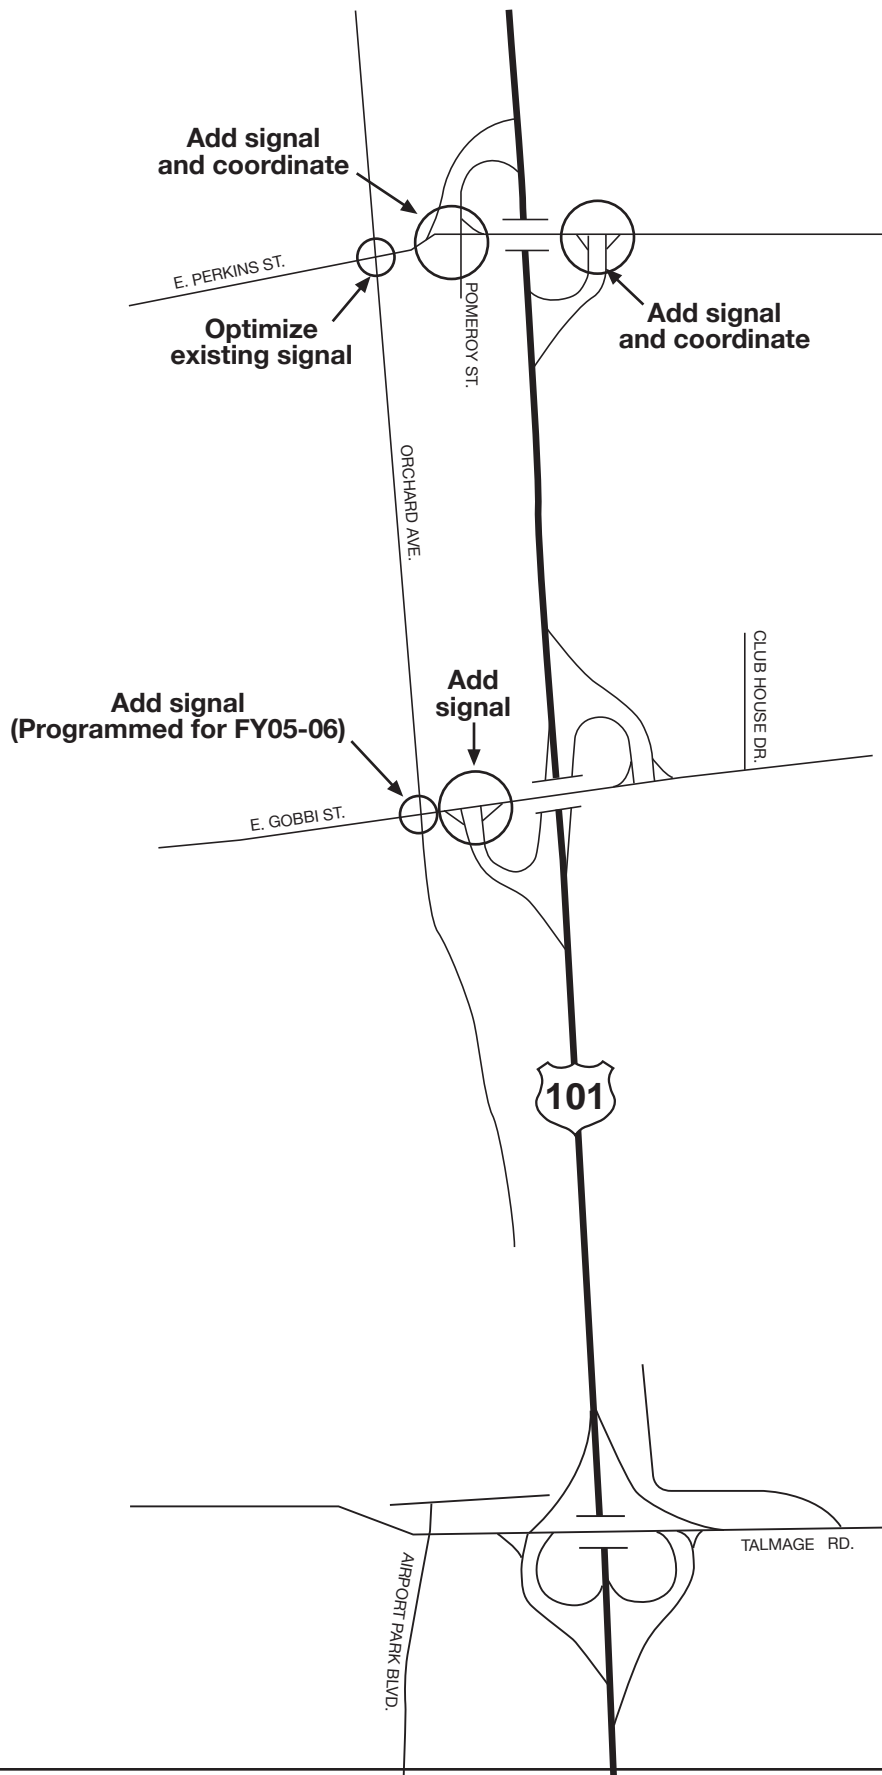 Add signal
and coordinate
E. PERKINS ST.
Optimize
existing signal
POMEROY ST.
Add signal
and coordinate
ORCHARD AVE.
CLUB HOUSE DR.
Add signal
(Programmed for FY05-06)
Add
signal
E. GOBBI ST.
101
TALMAGE RD.
AIRPORT PARK BLVD.